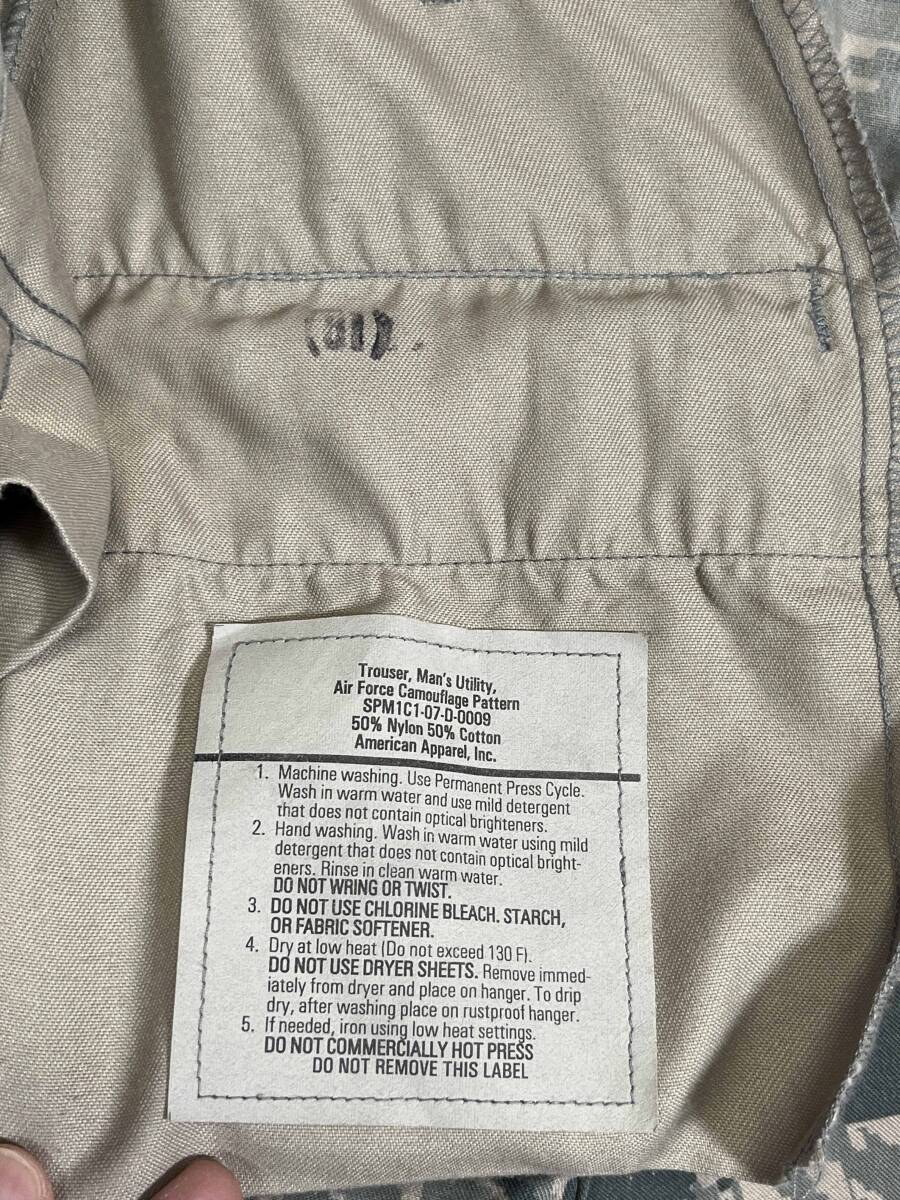 (81)
Trouser, Man's Utility,
Air Force Camouflage Pattern
SPM1C1-07-D-0009
50% Nylon 50% Cotton
American Apparel, Inc.
1. Machine washing. Use Permanent Press Cycle.
Wash in warm water and use mild detergent
that does not contain optical brighteners.
2. Hand washing. Wash in warm water using mild
detergent that does not contain optical bright-
eners. Rinse in clean warm water.
DO NOT WRING OR TWIST.
3. DO NOT USE CHLORINE BLEACH. STARCH,
OR FABRIC SOFTENER.
4. Dry at low heat (Do not exceed 130 F).
DO NOT USE DRYER SHEETS. Remove immed-
iately from dryer and place on hanger. To drip
dry, after washing place on rustproof hanger.
5. If needed, iron using low heat settings.
DO NOT COMMERCIALLY HOT PRESS
DO NOT REMOVE THIS LABEL